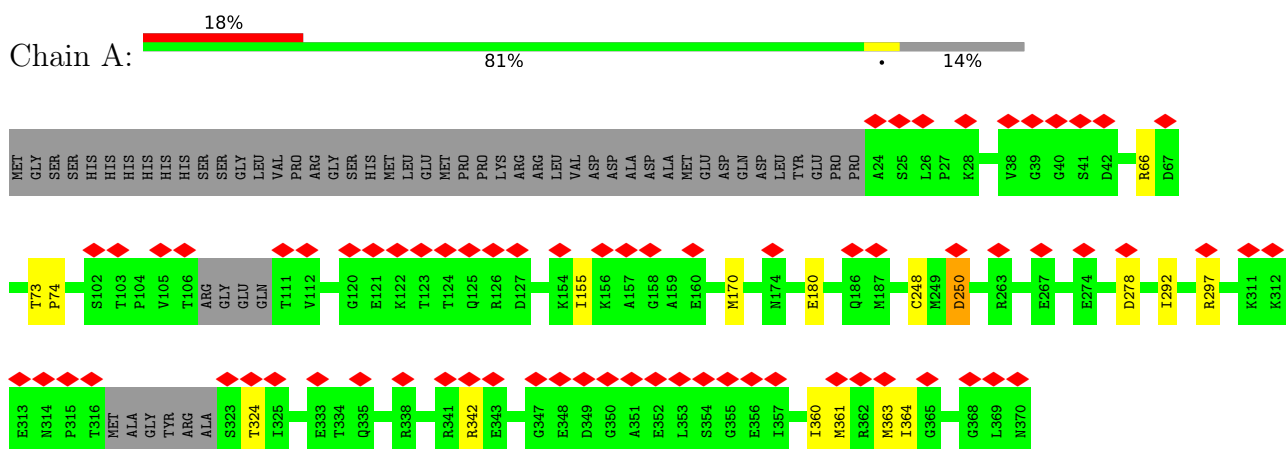 18%
Chain A:
81% • 14%
MET GLY SER SER HIS HIS HIS HIS HIS HIS SER SER GLY LEU VAL PRO ARG GLY SER HIS MET LEU GLU MET PRO PRO LYS ARG ARG LEU VAL ASP ASP ALA ASP ALA MET GLU ASP GLN ASP LEU TYR GLU PRO PRO A24 S25 L26 P27 K28 V38 G39 G40 S41 D42 R66 D67
T73 P74 S102 T103 P104 V105 T106 ARG GLY GLU GLN T111 V112 G120 E121 K122 T123 T124 Q125 R126 D127 K154 I155 K156 A157 G158 A159 E160 M170 N174 E180 Q186 M187 C248 M249 D250 R263 E267 E274 D278 I292 R297 K311 K312
E313 N314 P315 T316 MET ALA GLY TYR ARG ALA S323 T324 I325 E333 T334 Q335 R338 R341 R342 E343 G347 E348 D349 G350 A351 E352 L353 S354 G355 E356 I357 I360 M361 R362 M363 I364 G365 G368 L369 N370